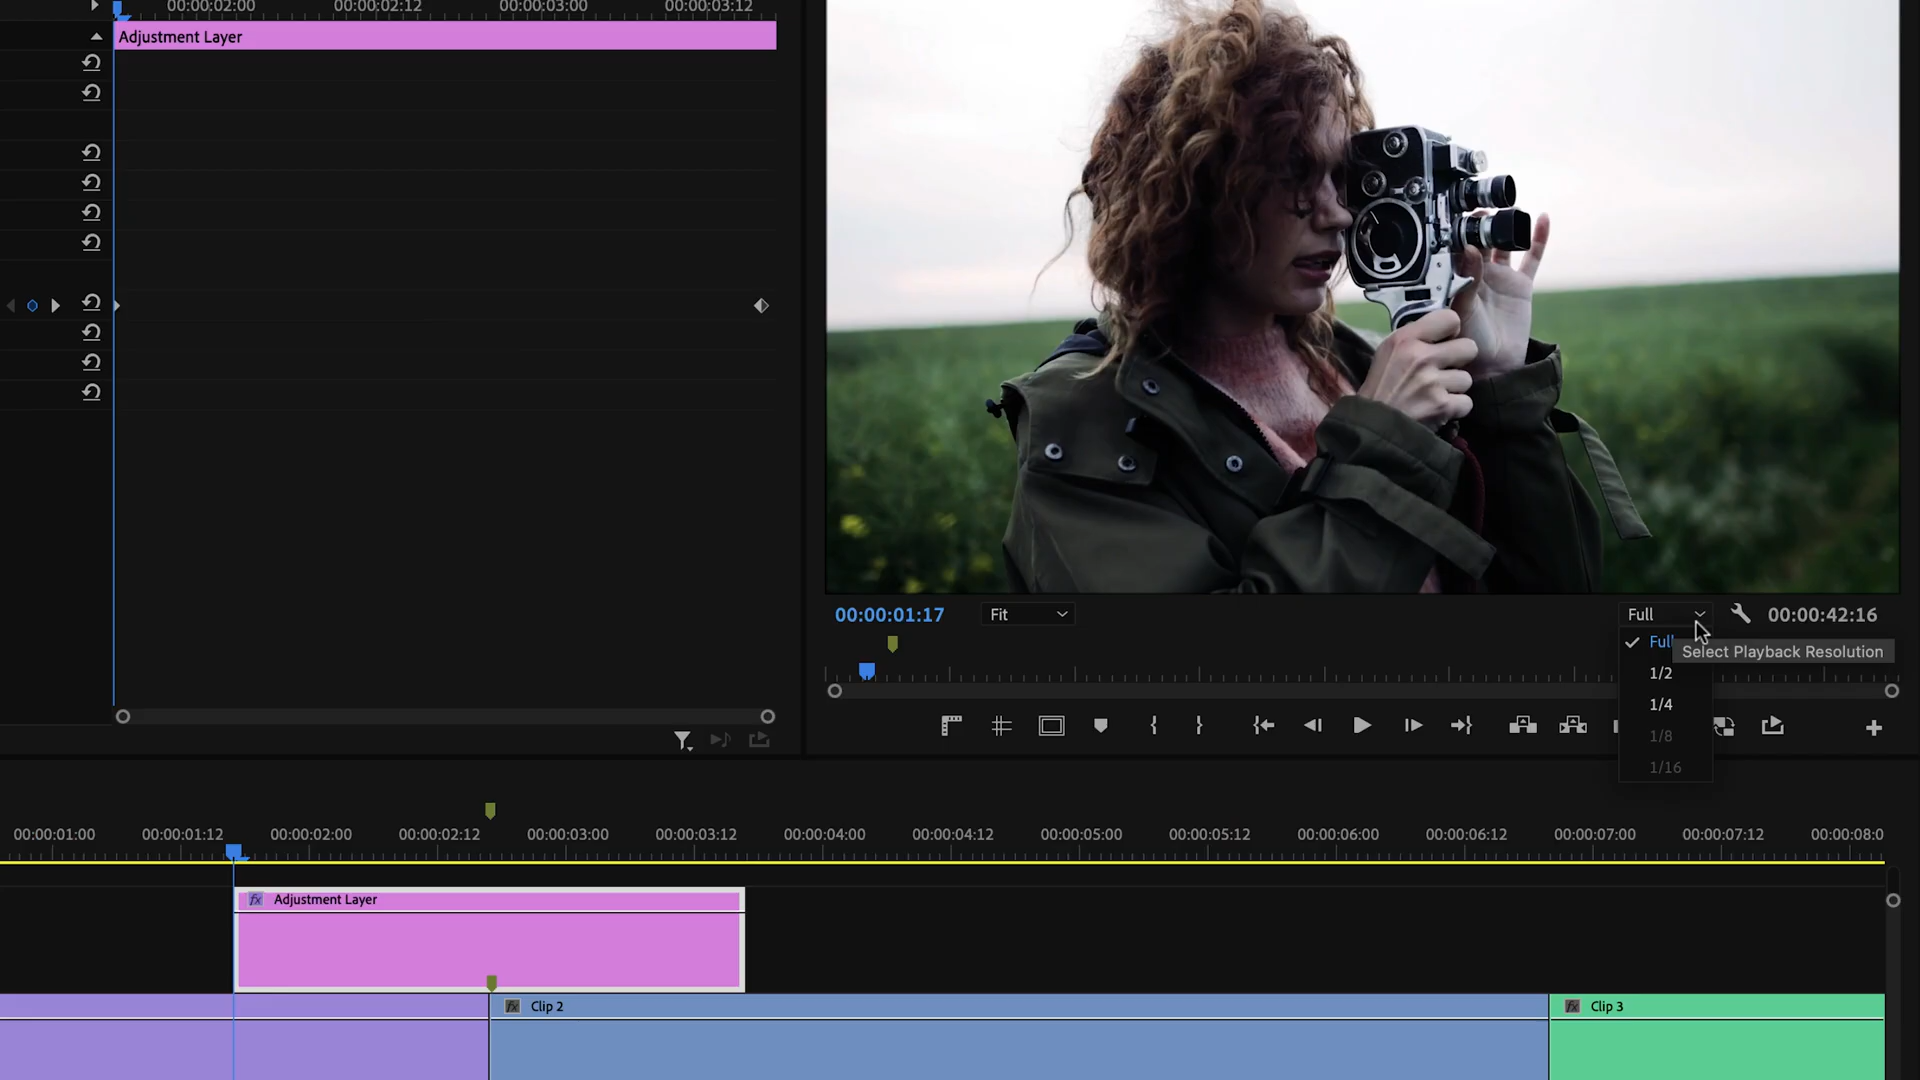 00:00:02:00 00:00:02:12 00:00:03:00 00:00:03:12
Adjustment Layer
00:00:01:17 Fit Full 00:00:42:16
Full
Select Playback Resolution
1/2
1/4
1/8
1/16
00:00:01:00 00:00:01:12 00:00:02:00 00:00:02:12 00:00:03:00 00:00:03:12 00:00:04:00 00:00:04:12 00:00:05:00 00:00:05:12 00:00:06:00 00:00:06:12 00:00:07:00 00:00:07:12 00:00:08:0
fx Adjustment Layer
fx Clip 2 fx Clip 3